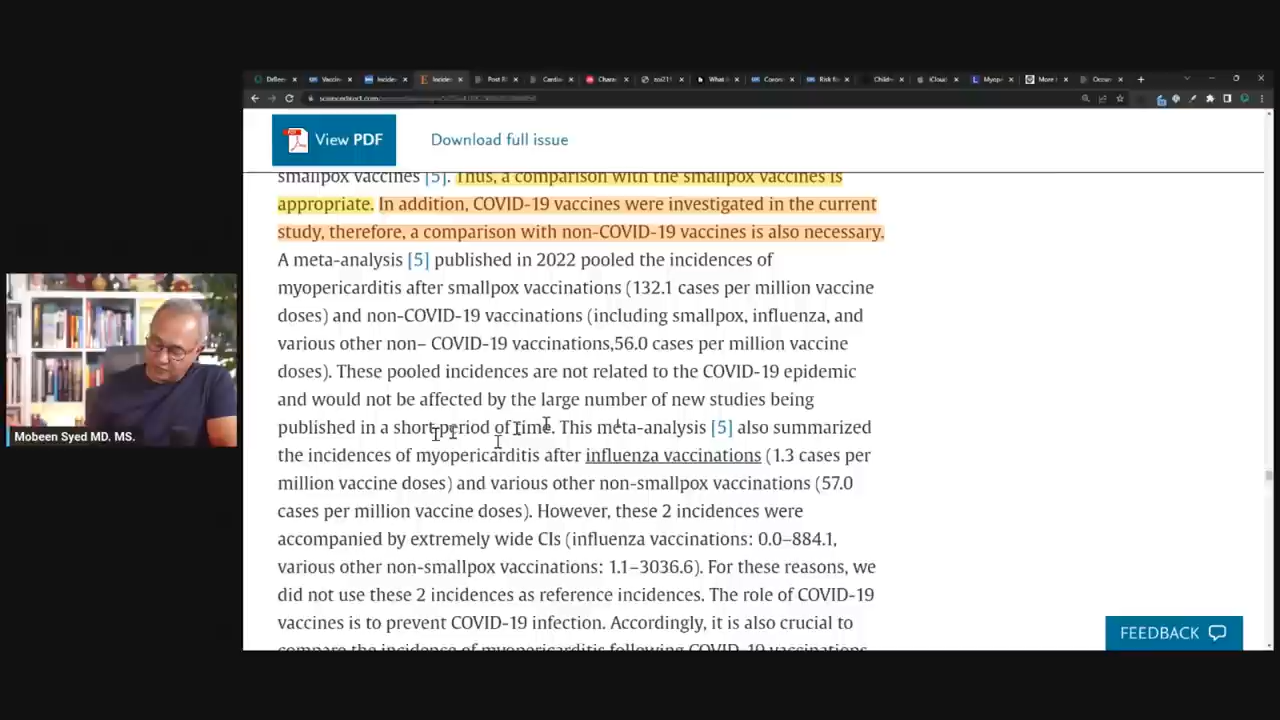 View PDF
Download full issue
smallpox vaccines [5]. Thus, a comparison with the smallpox vaccines is
appropriate. In addition, COVID-19 vaccines were investigated in the current
study, therefore, a comparison with non-COVID-19 vaccines is also necessary.
A meta-analysis [5] published in 2022 pooled the incidences of
myopericarditis after smallpox vaccinations (132.1 cases per million vaccine
doses) and non-COVID-19 vaccinations (including smallpox, influenza, and
various other non– COVID-19 vaccinations,56.0 cases per million vaccine
doses). These pooled incidences are not related to the COVID-19 epidemic
and would not be affected by the large number of new studies being
published in a short period of time. This meta-analysis [5] also summarized
the incidences of myopericarditis after influenza vaccinations (1.3 cases per
million vaccine doses) and various other non-smallpox vaccinations (57.0
cases per million vaccine doses). However, these 2 incidences were
accompanied by extremely wide CIs (influenza vaccinations: 0.0–884.1,
various other non-smallpox vaccinations: 1.1–3036.6). For these reasons, we
did not use these 2 incidences as reference incidences. The role of COVID-19
vaccines is to prevent COVID-19 infection. Accordingly, it is also crucial to
compare the incidence of myopericarditis following COVID-19 vaccinations
FEEDBACK
Mobeen Syed MD. MS.